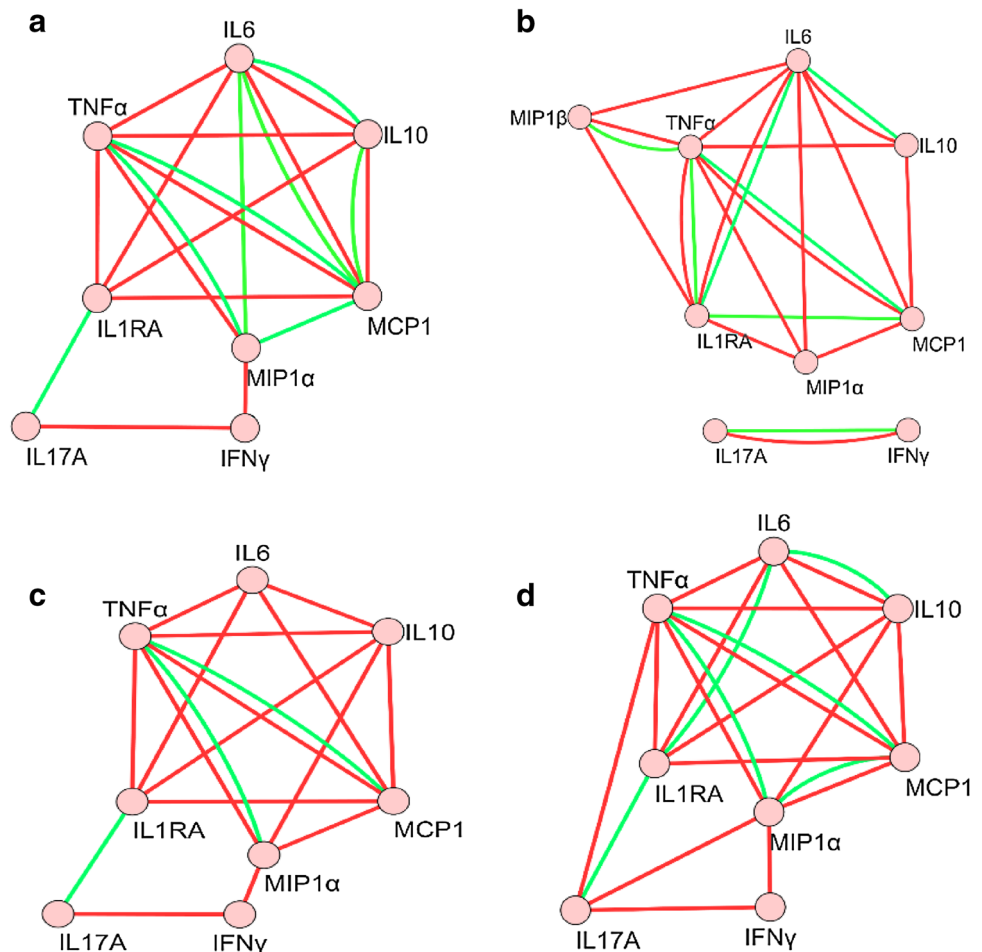 a
IL6
TNFα
IL10
IL1RA
MCP1
MIP1α
IL17A
IFNγ
b
IL6
MIP1β
TNFα
IL10
IL1RA
MCP1
MIP1α
IL17A
IFNγ
c
IL6
TNFα
IL10
IL1RA
MCP1
MIP1α
IL17A
IFNγ
d
IL6
TNFα
IL10
IL1RA
MCP1
MIP1α
IL17A
IFNγ